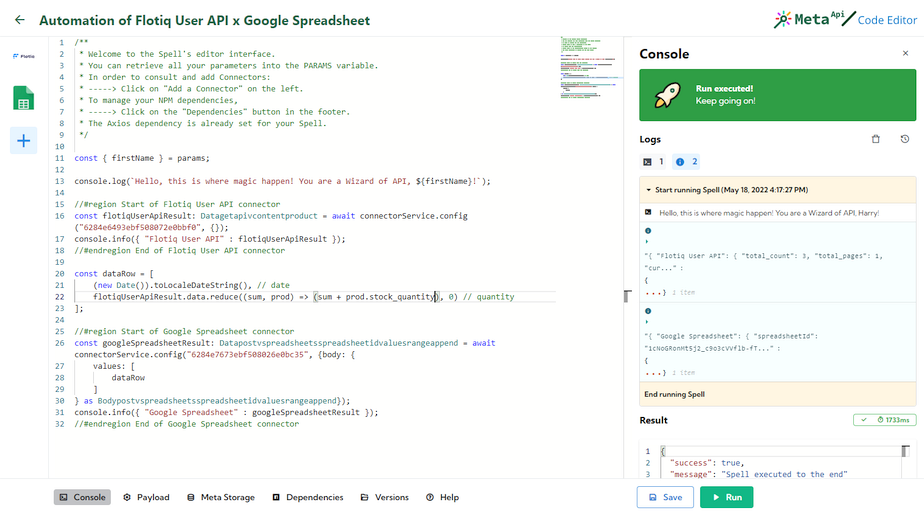 ← Automation of Flotiq User API x Google Spreadsheet
Meta Api / Code Editor
Flotiq
1 /**
2 * Welcome to the Spell's editor interface.
3 * You can retrieve all your parameters into the PARAMS variable.
4 * In order to consult and add Connectors:
5 * -----> Click on "Add a Connector" on the left.
6 * To manage your NPM dependencies,
7 * -----> Click on the "Dependencies" button in the footer.
8 * The Axios dependency is already set for your Spell.
9 */
10
11 const { firstName } = params;
12
13 console.log(`Hello, this is where magic happen! You are a Wizard of API, ${firstName}!`);
14
15 //#region Start of Flotiq User API connector
16 const flotiqUserApiResult: Datagetapivcontentproduct = await connectorService.config
("6284e6493ebf508072e0bbf0", {});
17 console.info({ "Flotiq User API" : flotiqUserApiResult });
18 //#endregion End of Flotiq User API connector
19
20 const dataRow = [
21 (new Date()).toLocaleDateString(), // date
22 flotiqUserApiResult.data.reduce((sum, prod) => (sum + prod.stock_quantity), 0) // quantity
23 ];
24
25 //#region Start of Google Spreadsheet connector
26 const googleSpreadsheetResult: Datapostvspreadsheetsspreadsheetidvaluesrangeappend = await
connectorService.config("6284e7673ebf508026e0bc35", {body: {
27 values: [
28 dataRow
29 ]
30 } as Bodypostvspreadsheetsspreadsheetidvaluesrangeappend});
31 console.info({ "Google Spreadsheet" : googleSpreadsheetResult });
32 //#endregion End of Google Spreadsheet connector
Console
Run executed!
Keep going!
Logs
1 2
Start running Spell (May 18, 2022 4:17:27 PM)
Hello, this is where magic happen! You are a Wizard of API, Harry!
"{ "Flotiq User API": { "total_count": 3, "total_pages": 1,
"cur..." :
{
...} 1 item
"{ "Google Spreadsheet": { "spreadsheetId":
"1cNoGRonHt5j2_c9o3cVVflb-fT..." :
{
...} 1 item
End running Spell
Result
1733ms
1 {
2 "success": true,
3 "message": "Spell executed to the end"
Console
Payload
Meta Storage
Dependencies
Versions
Help
Save
Run